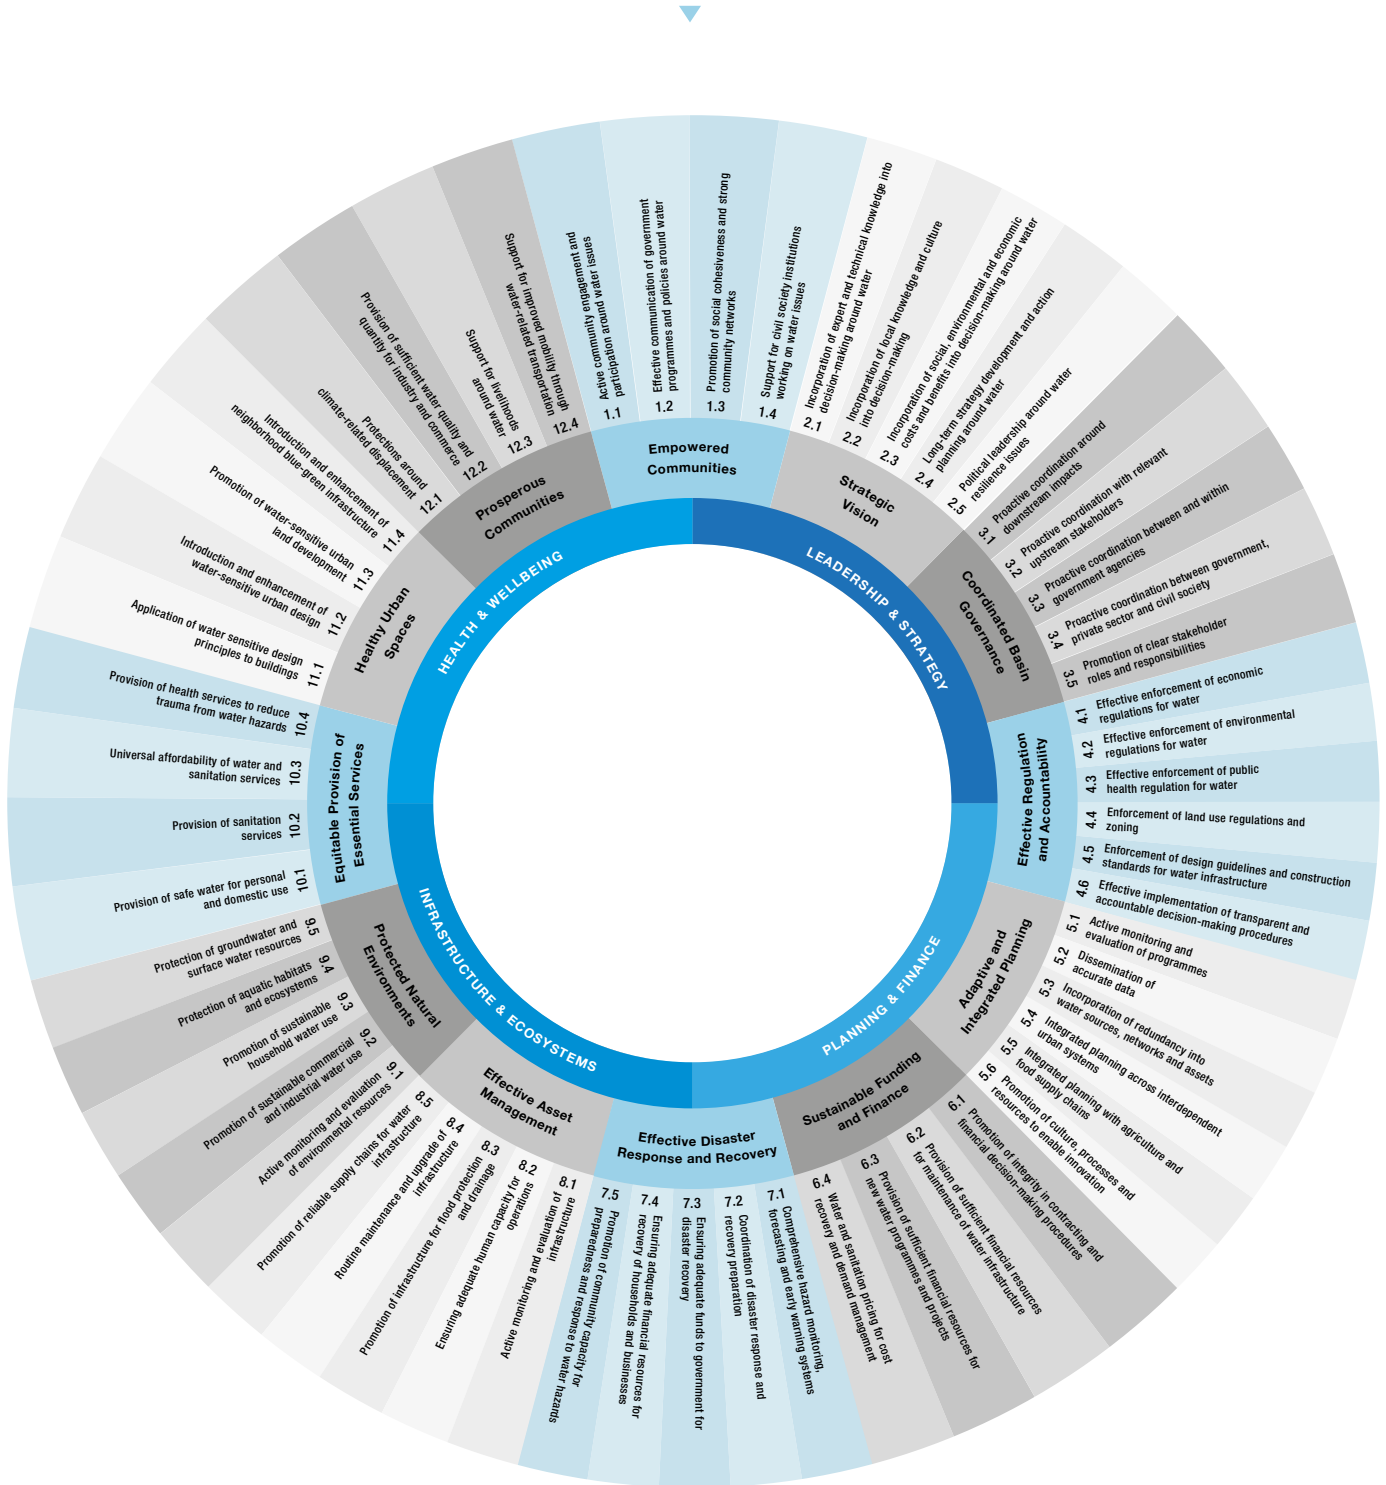 HEALTH & WELLBEING
LEADERSHIP & STRATEGY
PLANNING & FINANCE
INFRASTRUCTURE & ECOSYSTEMS
Empowered
Communities
1.1
Active community engagement and
participation around water issues
1.2
Effective communication of government
programmes and policies around water
1.3
Promotion of social cohesiveness and strong
community networks
1.4
Support for civil society institutions
working on water issues
Strategic
Vision
2.1
Incorporation of expert and technical knowledge into
decision-making around water
2.2
Incorporation of local knowledge and culture
into decision-making
2.3
Incorporation of social, environmental and economic
costs and benefits into decision-making around water
2.4
Long-term strategy development and action
planning around water
2.5
Political leadership around water
resilience issues
Coordinated Basin
Governance
3.1
Proactive coordination around
downstream impacts
3.2
Proactive coordination with relevant
upstream stakeholders
3.3
Proactive coordination between and within
government agencies
3.4
Proactive coordination between government,
private sector and civil society
3.5
Promotion of clear stakeholder
roles and responsibilities
Effective Regulation
and Accountability
4.1
Effective enforcement of economic
regulations for water
4.2
Effective enforcement of environmental
regulations for water
4.3
Effective enforcement of public
health regulation for water
4.4
Enforcement of land use regulations and
zoning
4.5
Enforcement of design guidelines and construction
standards for water infrastructure
4.6
Effective implementation of transparent and
accountable decision-making procedures
Adaptive and
Integrated Planning
5.1
Active monitoring and
evaluation of programmes
5.2
Dissemination of
accurate data
5.3
Incorporation of redundancy into
water sources, networks and assets
5.4
Integrated planning across interdependent
urban systems
5.5
Integrated planning with agriculture and
food supply chains
5.6
Promotion of culture, processes and
resources to enable innovation
Sustainable Funding
and Finance
6.1
Promotion of integrity in contracting and
financial decision-making procedures
6.2
Provision of sufficient financial resources
for maintenance of water infrastructure
6.3
Provision of sufficient financial resources for
new water programmes and projects
6.4
Water and sanitation pricing for cost
recovery and demand management
Effective Disaster
Response and Recovery
7.1
Comprehensive hazard monitoring,
forecasting and early warning systems
7.2
Coordination of disaster response and
recovery preparation
7.3
Ensuring adequate funds to government for
disaster recovery
7.4
Ensuring adequate financial resources for
recovery of households and businesses
7.5
Promotion of community capacity for
preparedness and response to water hazards
Effective Asset
Management
8.1
Active monitoring and evaluation of
infrastructure
8.2
Ensuring adequate human capacity for
operations
8.3
Promotion of infrastructure for flood protection
and drainage
8.4
Routine maintenance and upgrade of
infrastructure
8.5
Promotion of reliable supply chains for water
infrastructure
Protected Natural
Environments
9.1
Active monitoring and evaluation
of environmental resources
9.2
Promotion of sustainable commercial
and industrial water use
9.3
Promotion of sustainable
household water use
9.4
Protection of aquatic habitats
and ecosystems
9.5
Protection of groundwater and
surface water resources
Equitable Provision of
Essential Services
10.1
Provision of safe water for personal
and domestic use
10.2
Provision of sanitation
services
10.3
Universal affordability of water and
sanitation services
10.4
Provision of health services to reduce
trauma from water hazards
Healthy Urban
Spaces
11.1
Application of water sensitive design
principles to buildings
11.2
Introduction and enhancement of
water-sensitive urban design
11.3
Promotion of water-sensitive urban
land development
11.4
Introduction and enhancement of
neighborhood blue-green infrastructure
Prosperous
Communities
12.1
Protections around
climate-related displacement
12.2
Provision of sufficient water quality and
quantity for industry and commerce
12.3
Support for livelihoods
around water
12.4
Support for improved mobility through
water-related transportation